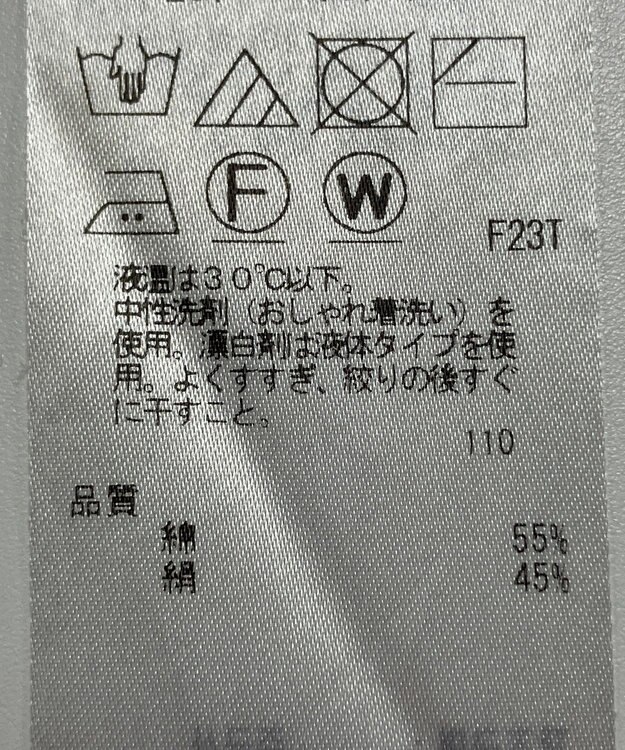 F W F23T
液温は30℃以下。
中性洗剤（おしゃれ着洗い）を
使用。漂白剤は液体タイプを使
用。よくすすぎ、絞りの後すぐ
に干すこと。
110
品質
綿 55%
絹 45%